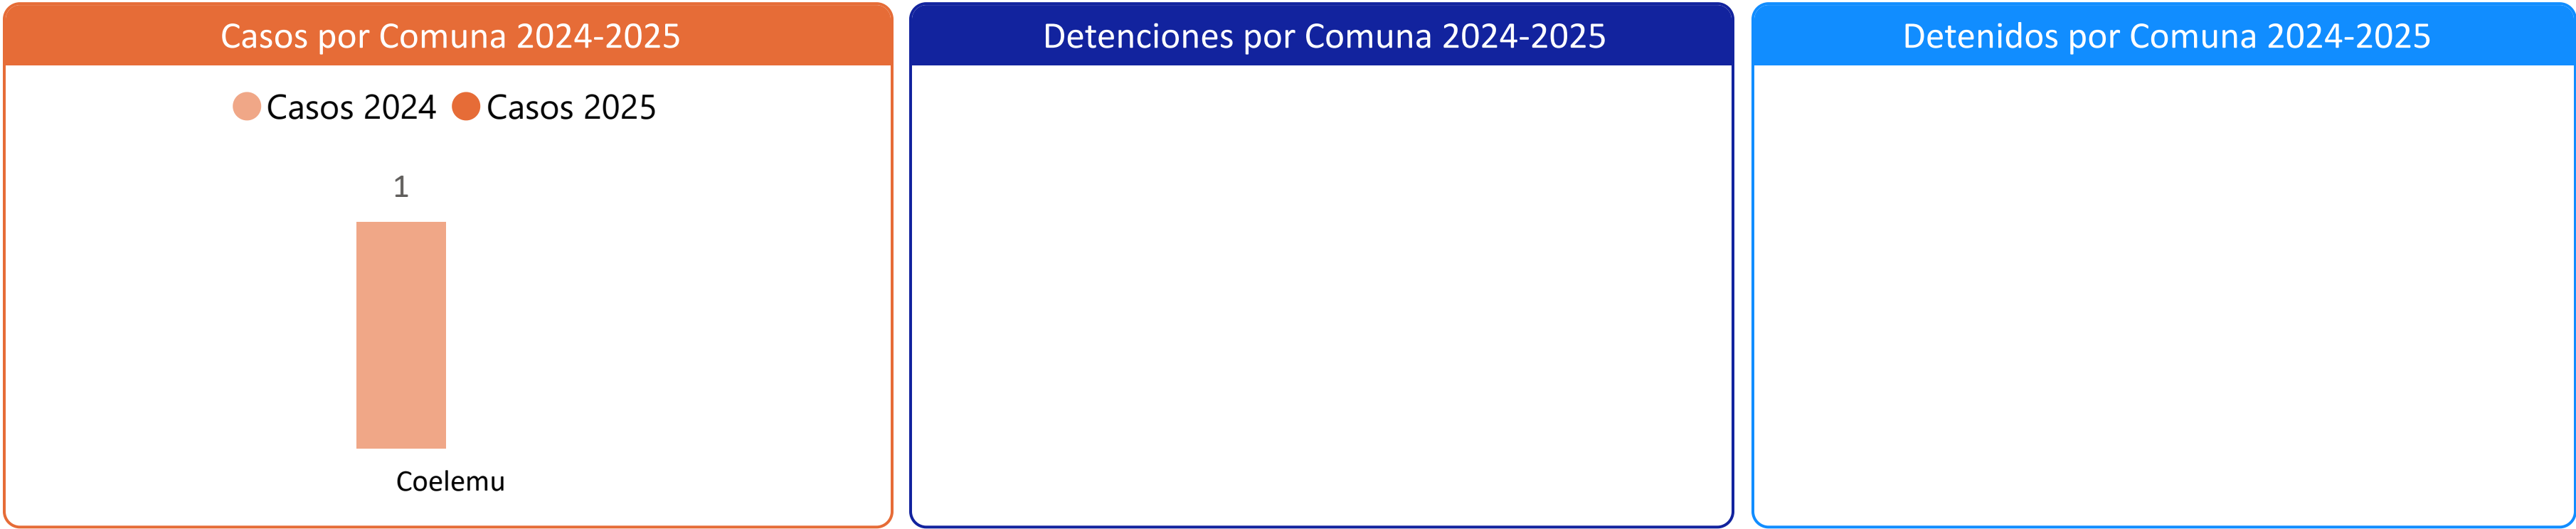 Casos por Comuna 2024-2025
Casos 2024 Casos 2025
1
Coelemu
Detenciones por Comuna 2024-2025
Detenidos por Comuna 2024-2025